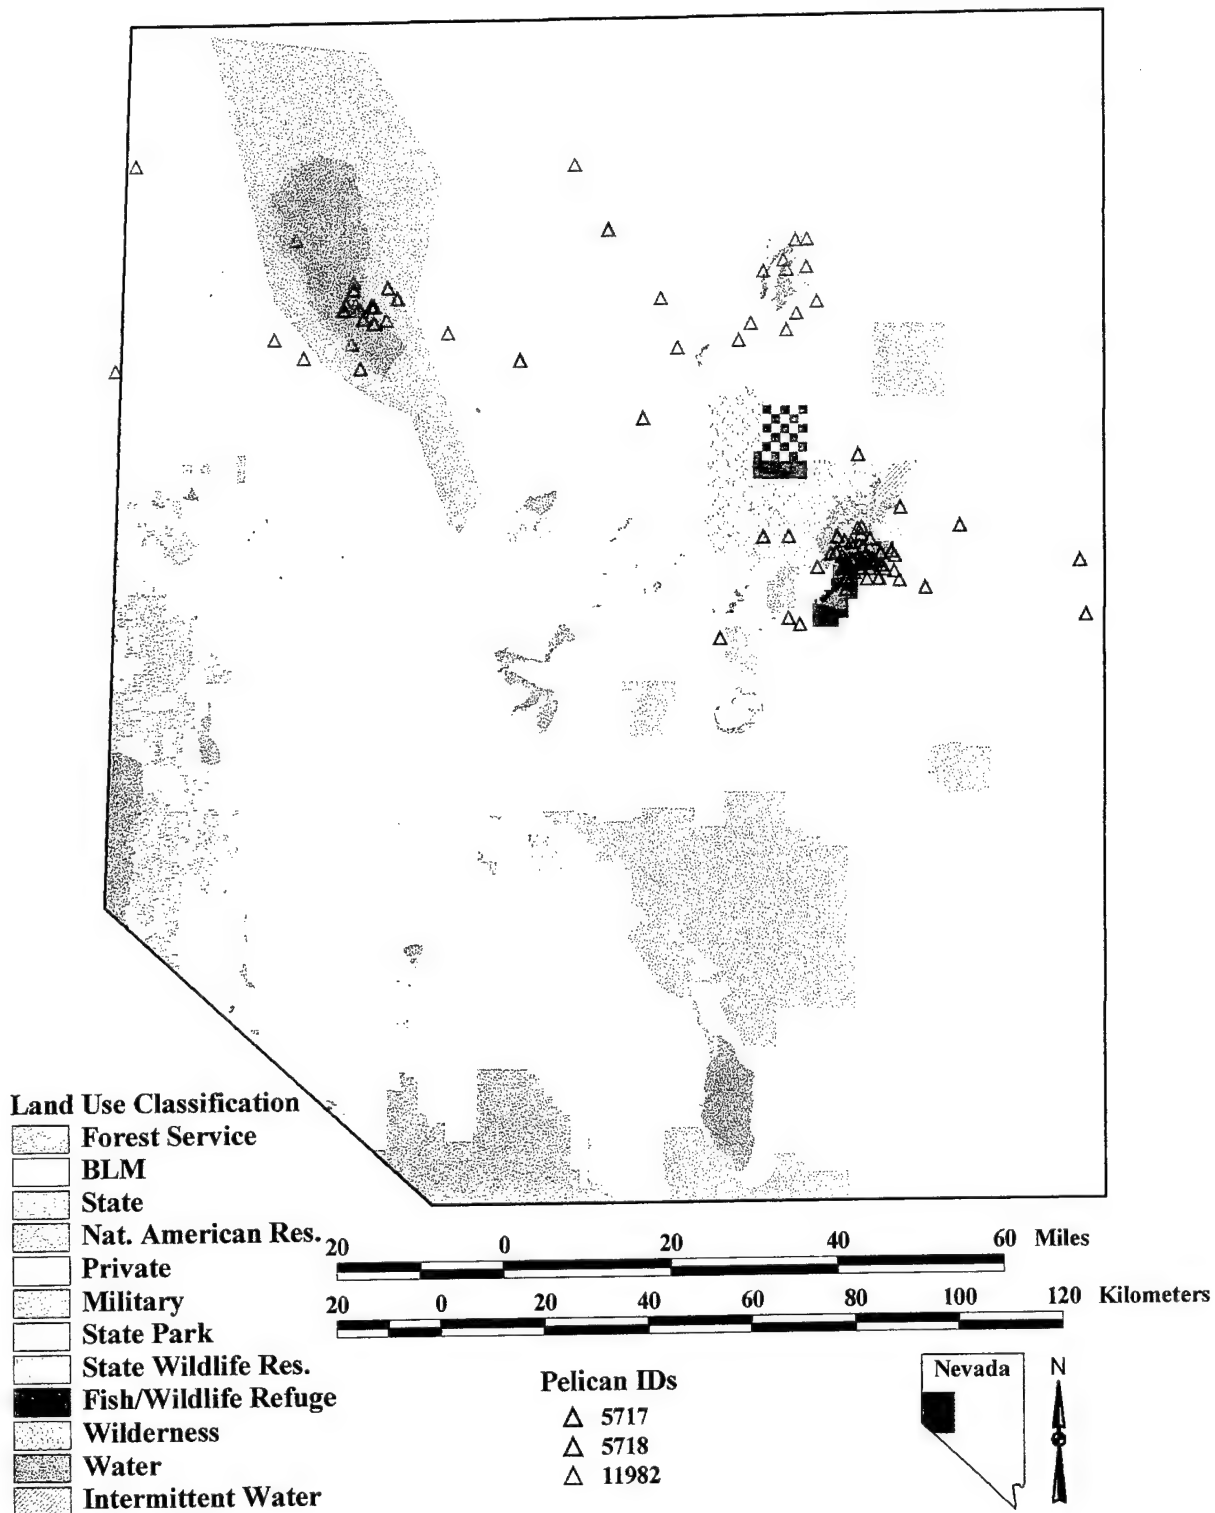 Land Use Classification
Forest Service
BLM
State
Nat. American Res.
Private
Military
State Park
State Wildlife Res.
Fish/Wildlife Refuge
Wilderness
Water
Intermittent Water
20 0 20 40 60 Miles
20 0 20 40 60 80 100 120 Kilometers
Pelican IDs
5717
5718
11982
Nevada
N